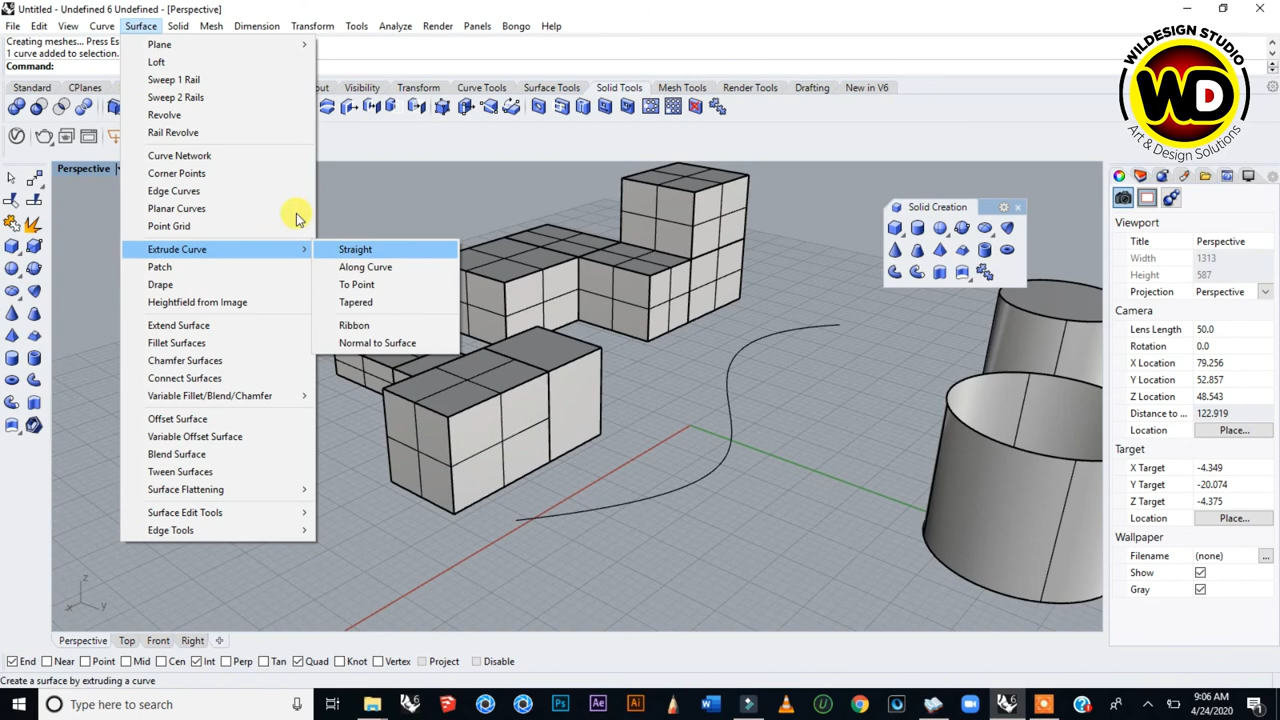 Untitled - Undefined 6 Undefined - [Perspective]
File Edit View Curve Surface Solid Mesh Dimension Transform Tools Analyze Render Panels Bongo Help
Creating meshes... Press Es
1 curve added to selection.
Command:
Standard CPlanes out Visibility Transform Curve Tools Surface Tools Solid Tools Mesh Tools Render Tools Drafting New in V6
WILDESIGN STUDIO
WD
Art & Design Solutions
Plane
Loft
Sweep 1 Rail
Sweep 2 Rails
Revolve
Rail Revolve
Curve Network
Corner Points
Edge Curves
Planar Curves
Point Grid
Extrude Curve
Patch
Drape
Heightfield from Image
Extend Surface
Fillet Surfaces
Chamfer Surfaces
Connect Surfaces
Variable Fillet/Blend/Chamfer
Offset Surface
Variable Offset Surface
Blend Surface
Tween Surfaces
Surface Flattening
Surface Edit Tools
Edge Tools
Straight
Along Curve
To Point
Tapered
Ribbon
Normal to Surface
Perspective
Solid Creation
z
x y
Viewport
Title Perspective
Width 1313
Height 587
Projection Perspective
Camera
Lens Length 50.0
Rotation 0.0
X Location 79.256
Y Location 52.857
Z Location 48.543
Distance to ... 122.919
Location Place...
Target
X Target -4.349
Y Target -20.074
Z Target -4.375
Location Place...
Wallpaper
Filename (none) ...
Show
Gray
Perspective Top Front Right
End Near Point Mid Cen Int Perp Tan Quad Knot Vertex Project Disable
Create a surface by extruding a curve
Type here to search
9:06 AM
4/24/2020